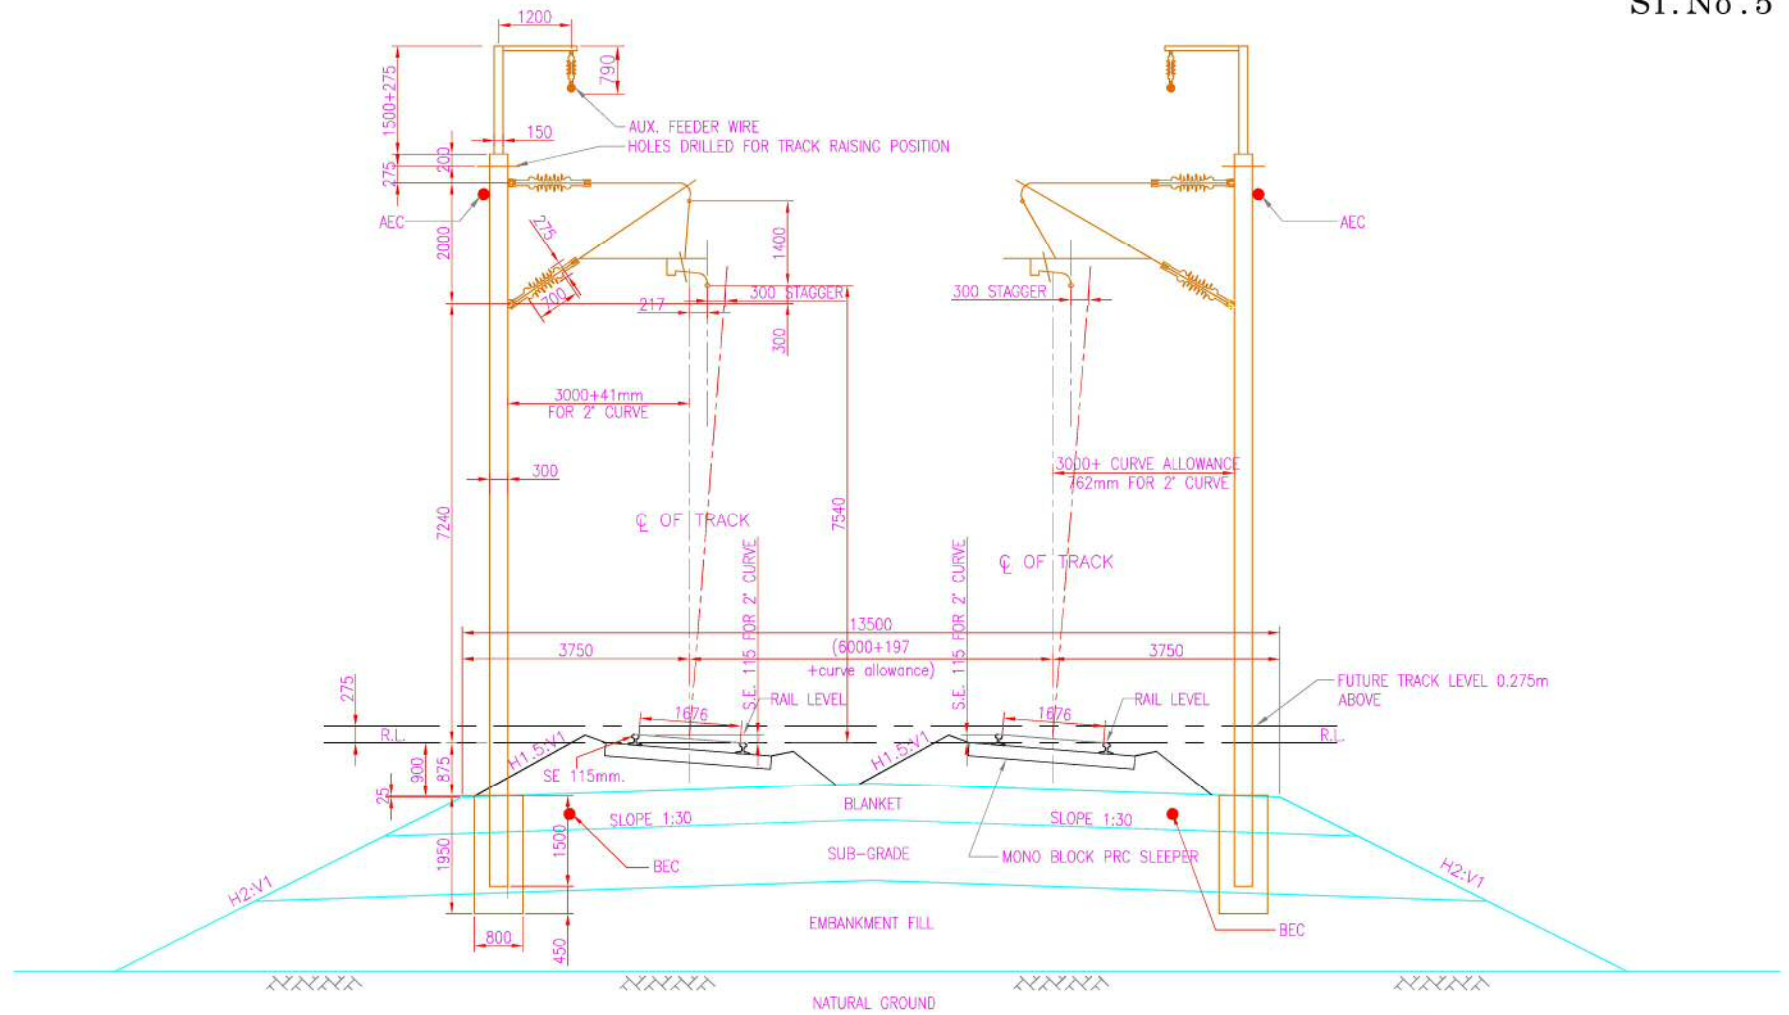 Sl.No.5
1200
790
1500+275
AUX. FEEDER WIRE
150
HOLES DRILLED FOR TRACK RAISING POSITION
200
275
AEC
AEC
2000
275
1400
700
300 STAGGER
300 STAGGER
217
300
3000+41mm
FOR 2° CURVE
3000+ CURVE ALLOWANCE
762mm FOR 2° CURVE
300
7240
7540
℄ OF TRACK
℄ OF TRACK
S.E. 115 FOR 2° CURVE
S.E. 115 FOR 2° CURVE
13500
3750
(6000+197
+curve allowance)
3750
275
FUTURE TRACK LEVEL 0.275m
ABOVE
RAIL LEVEL
RAIL LEVEL
1676
1676
R.L.
R.L.
H1.5:V1
H1.5:V1
900
875
SE 115mm.
25
BLANKET
SLOPE 1:30
SLOPE 1:30
1950
1500
SUB-GRADE
MONO BLOCK PRC SLEEPER
BEC
H2:V1
H2:V1
EMBANKMENT FILL
BEC
800
450
NATURAL GROUND